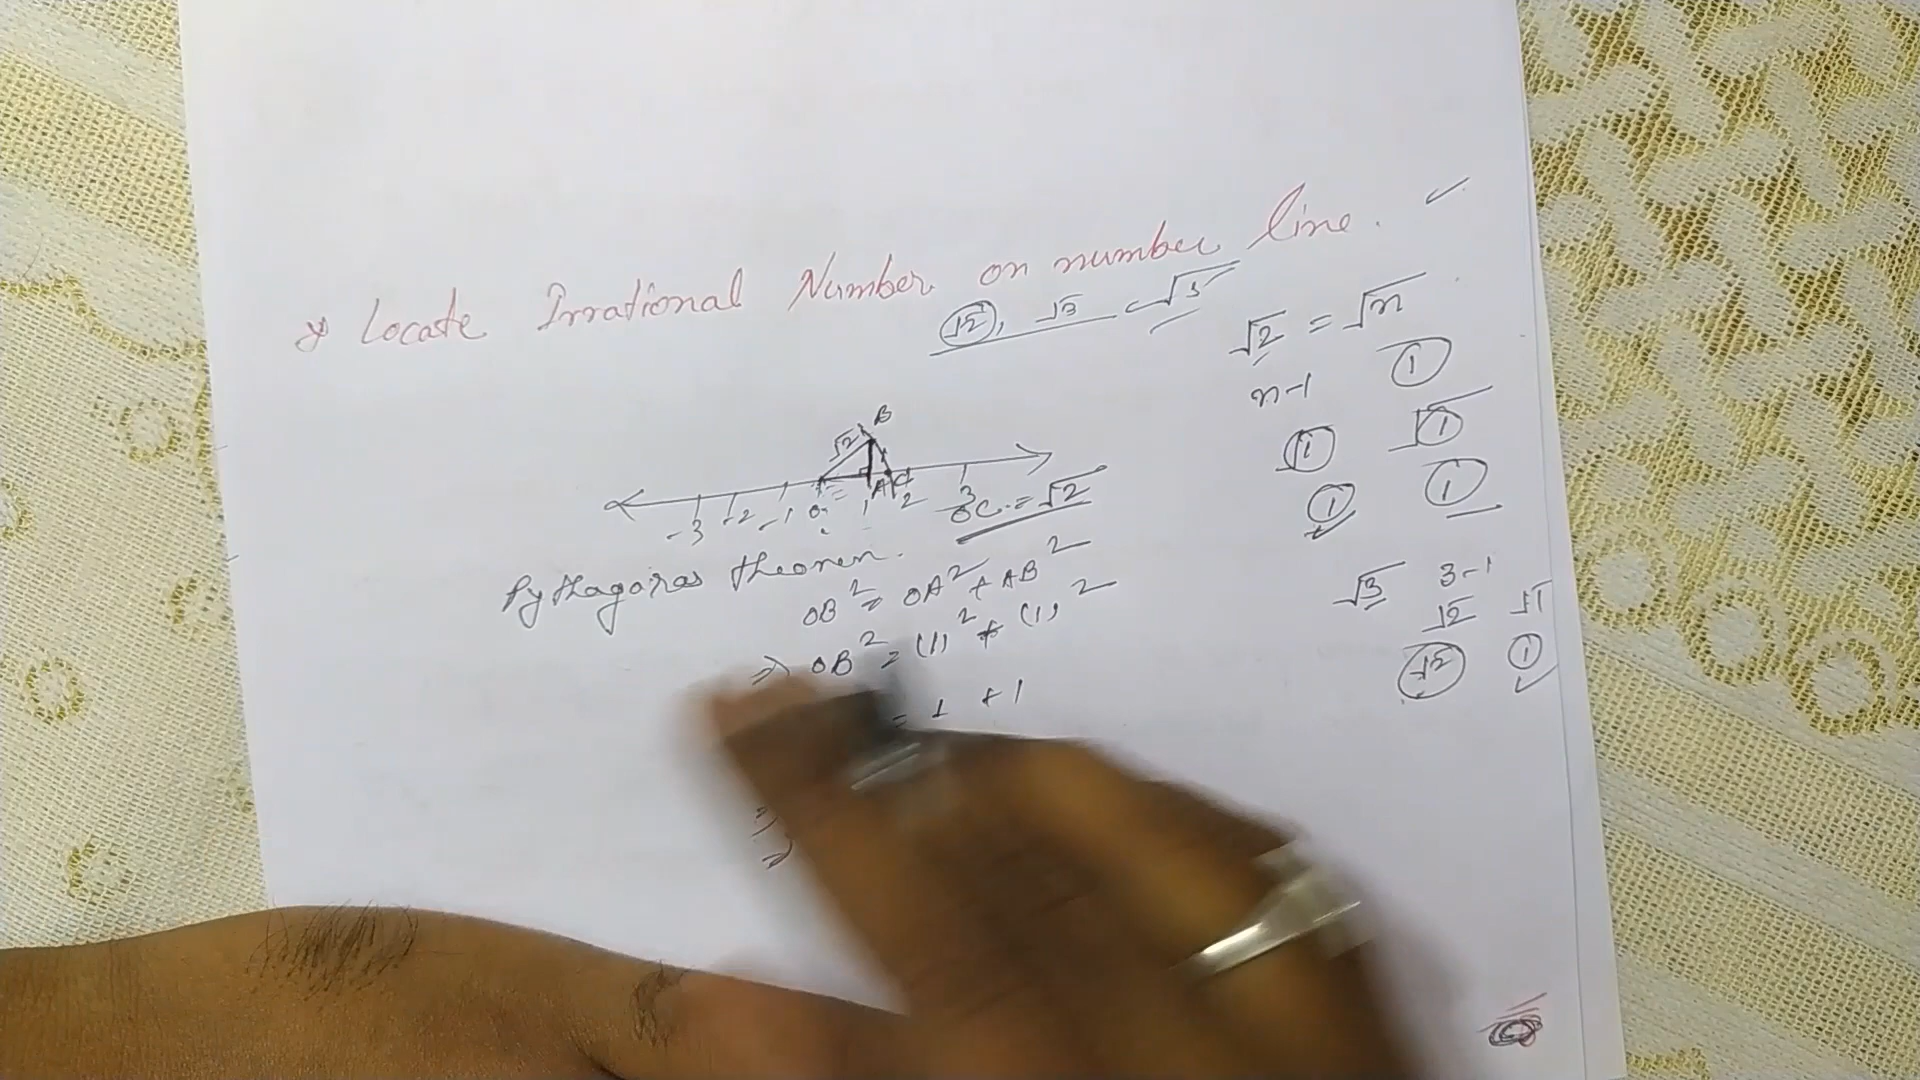 * Locate Irrational Number on number line.
√2, √3 - √5
√2 = √n
n-1 1
1 1
1 1
B
√2
A C
-3 -2 -1 0 1 2 3
OC = √2
√3 3-1
√2 √1
√2 1
Pythagoras theorem.
OB² = OA² + AB²
⇒ OB² = (1)² + (1)²
= 1 + 1
⇒
⇒